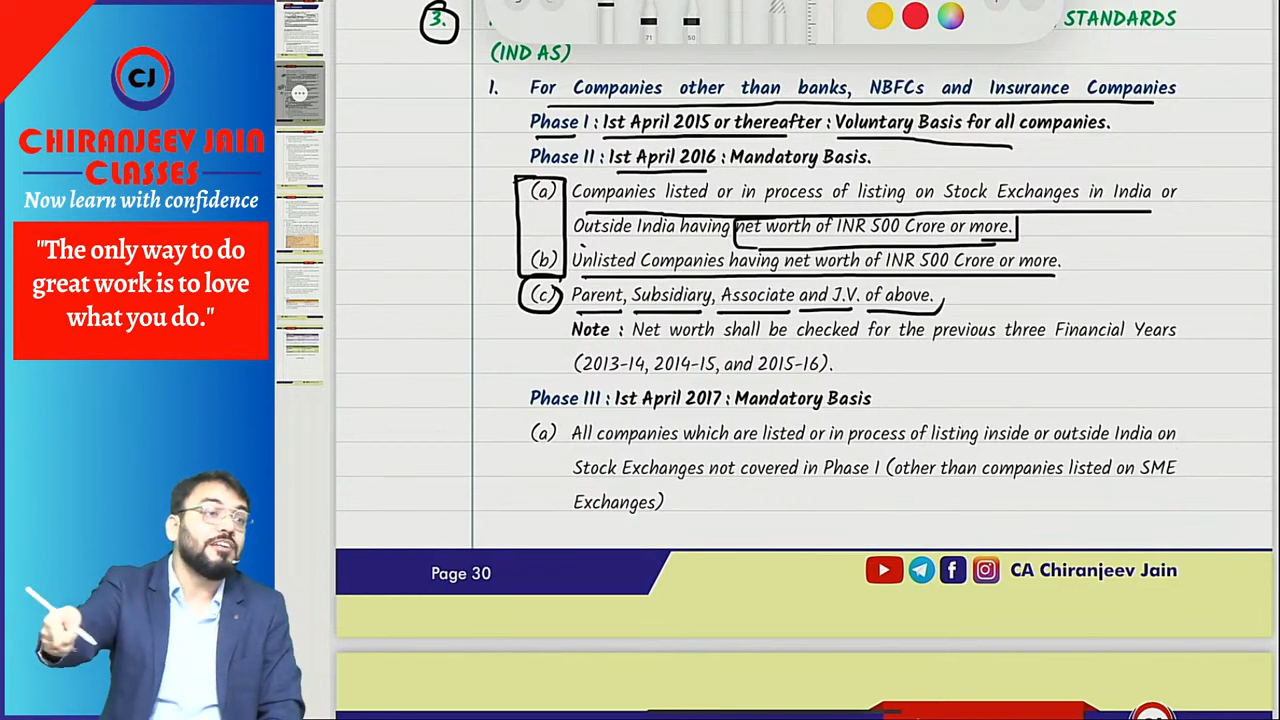 CJ
CHIRANJEEV JAIN
CLASSES
Now learn with confidence
"The only way to do
great work is to love
what you do."
3.
STANDARDS
(IND AS)
50
1. For companies other than banks, NBFCs and Insurance companies
Phase I : 1st April 2015 or thereafter : Voluntary Basis for all companies
Phase II : 1st April 2016 : Mandatory Basis
(a) Companies listed/in process of listing on Stock Exchanges in India or
Outside India having net worth of INR 500 Crore or more.
(b) Unlisted companies having net worth of INR 500 Crore or more.
(c) Parent, Subsidiary, Associate and J.V of above.
Note : Net worth to be checked for the previous three Financial Years
(2013-14, 2014-15, and 2015-16).
Phase III : 1st April 2017 : Mandatory Basis
(a) All companies which are listed or in process of listing inside or outside India on
Stock Exchanges not covered in Phase I (other than companies listed on SME
Exchanges)
Page 30
CA Chiranjeev Jain